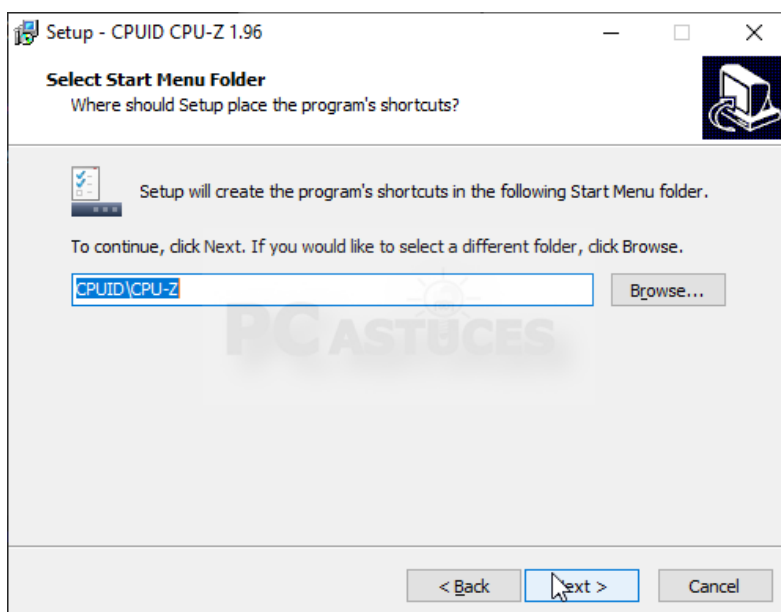 Setup - CPUID CPU-Z 1.96
Select Start Menu Folder
Where should Setup place the program's shortcuts?
Setup will create the program's shortcuts in the following Start Menu folder.
To continue, click Next. If you would like to select a different folder, click Browse.
CPUID\CPU-Z
Browse...
PC ASTUCES
< Back
Next >
Cancel